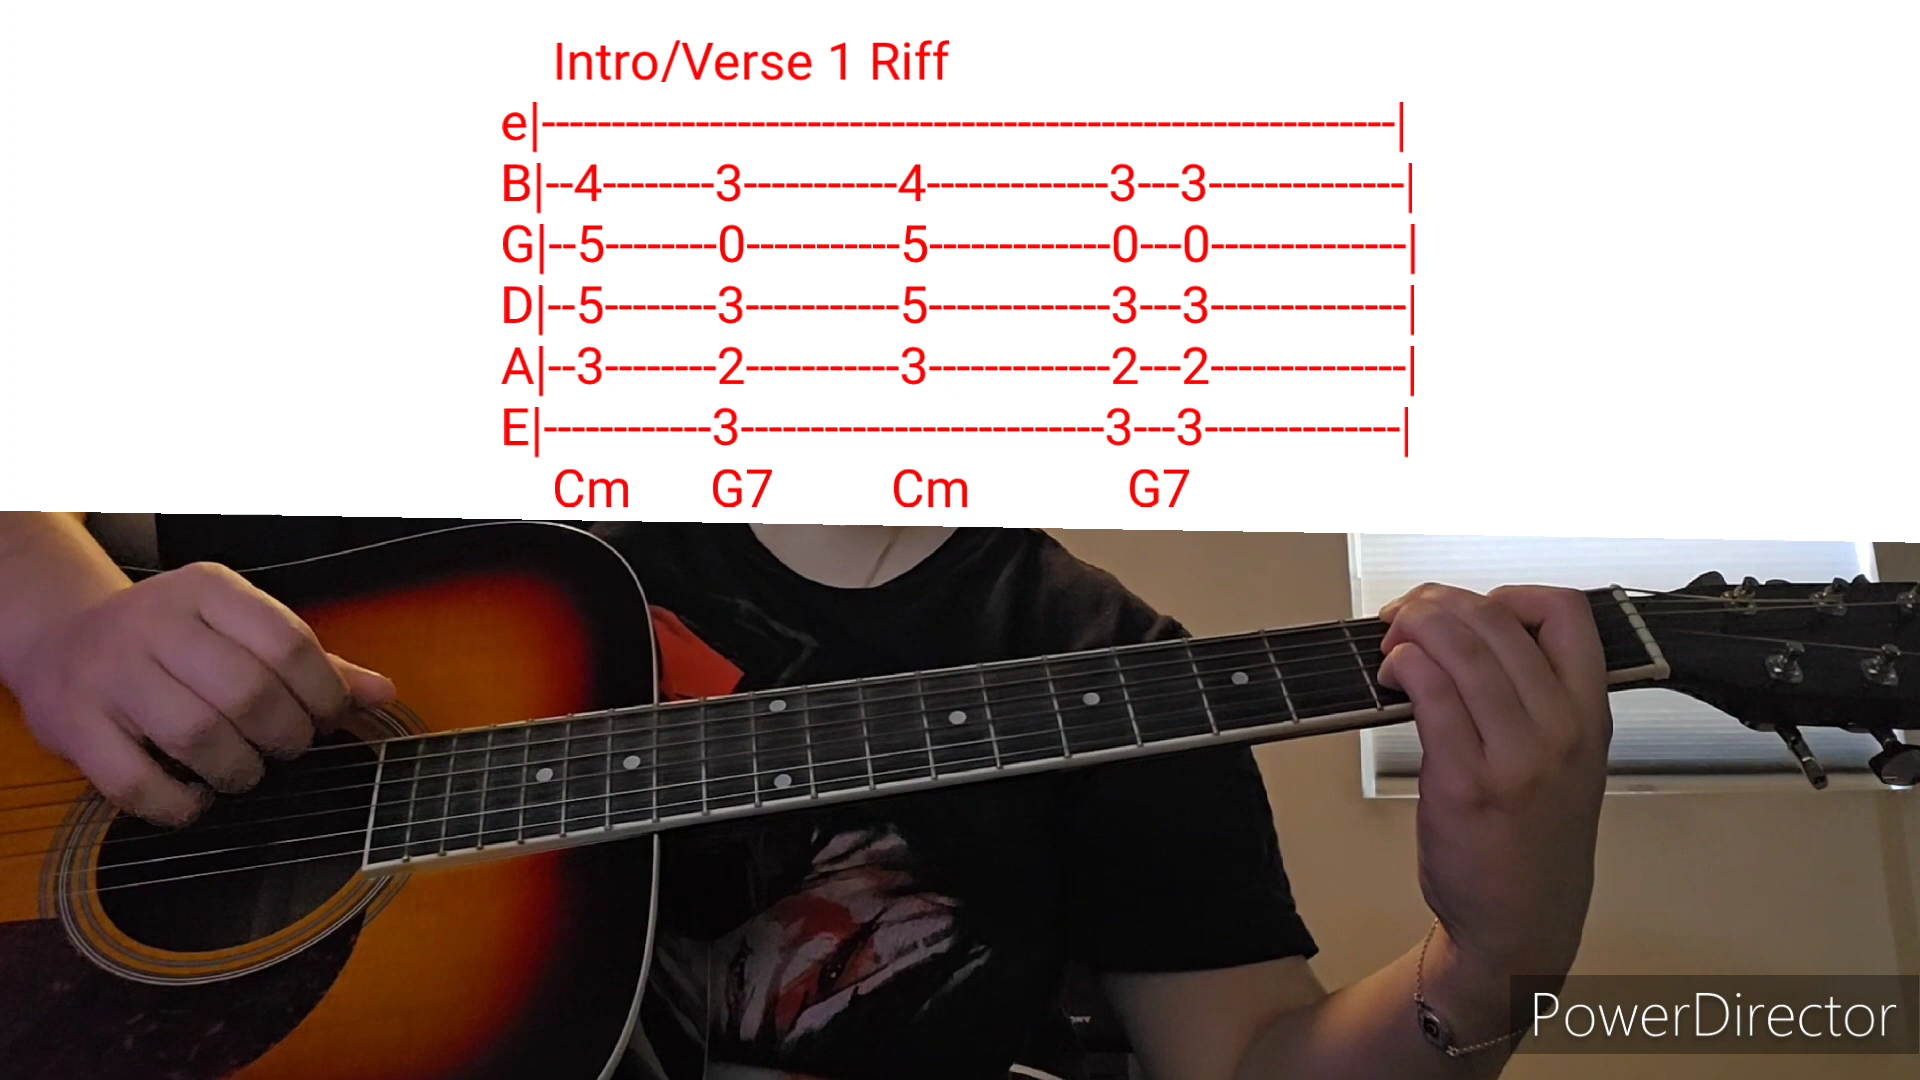 Intro/Verse 1 Riff
e|-------------------------------------------------------------|
B|--4--------3-----------4-------------3---3--------------|
G|--5--------0-----------5-------------0---0--------------|
D|--5--------3-----------5-------------3---3--------------|
A|--3--------2-----------3-------------2---2--------------|
E|------------3--------------------------3---3--------------|
Cm G7 Cm G7
PowerDirector